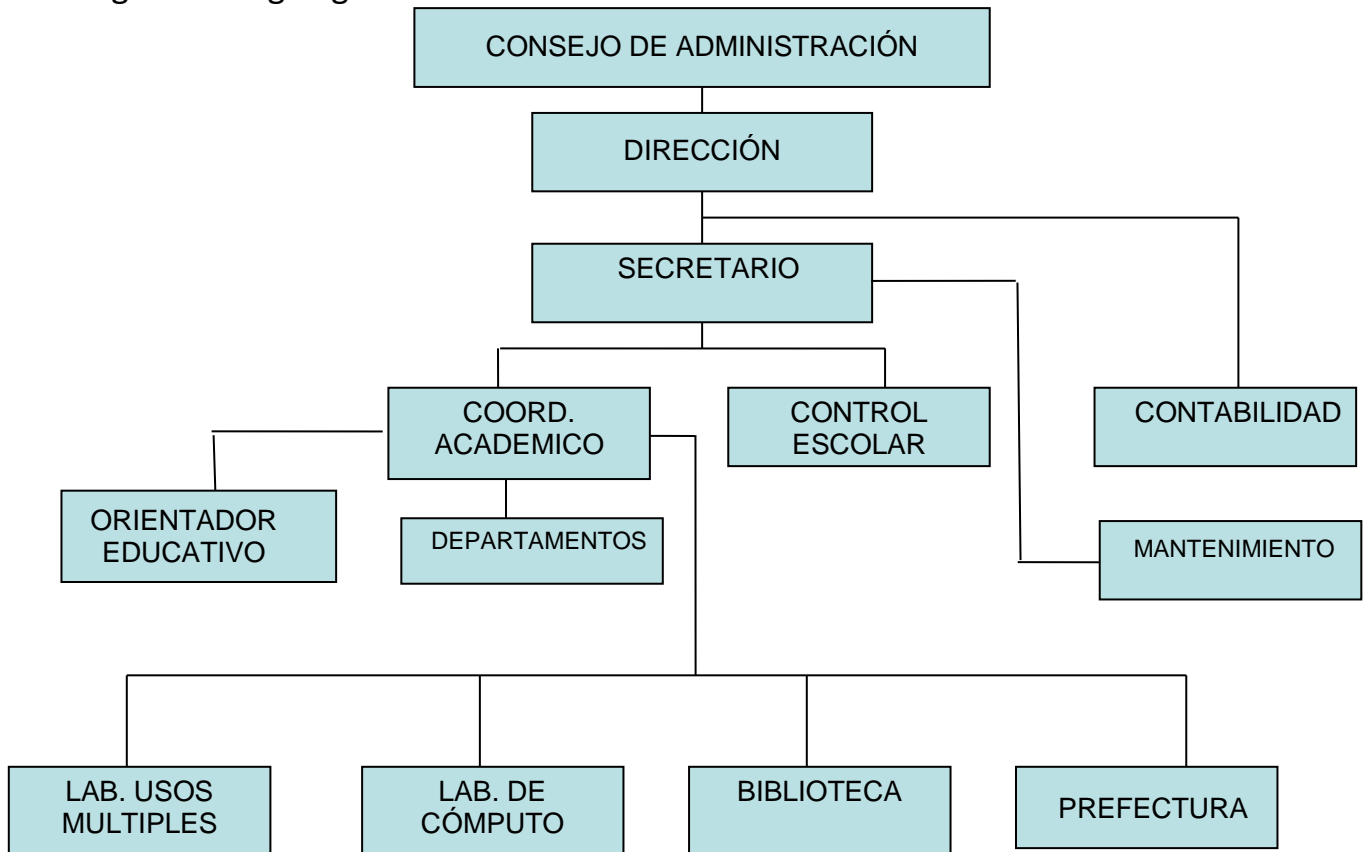 CONSEJO DE ADMINISTRACIÓN
DIRECCIÓN
SECRETARIO
COORD.
ACADEMICO
CONTROL
ESCOLAR
CONTABILIDAD
ORIENTADOR
EDUCATIVO
DEPARTAMENTOS
MANTENIMIENTO
LAB. USOS
MULTIPLES
LAB. DE
CÓMPUTO
BIBLIOTECA
PREFECTURA